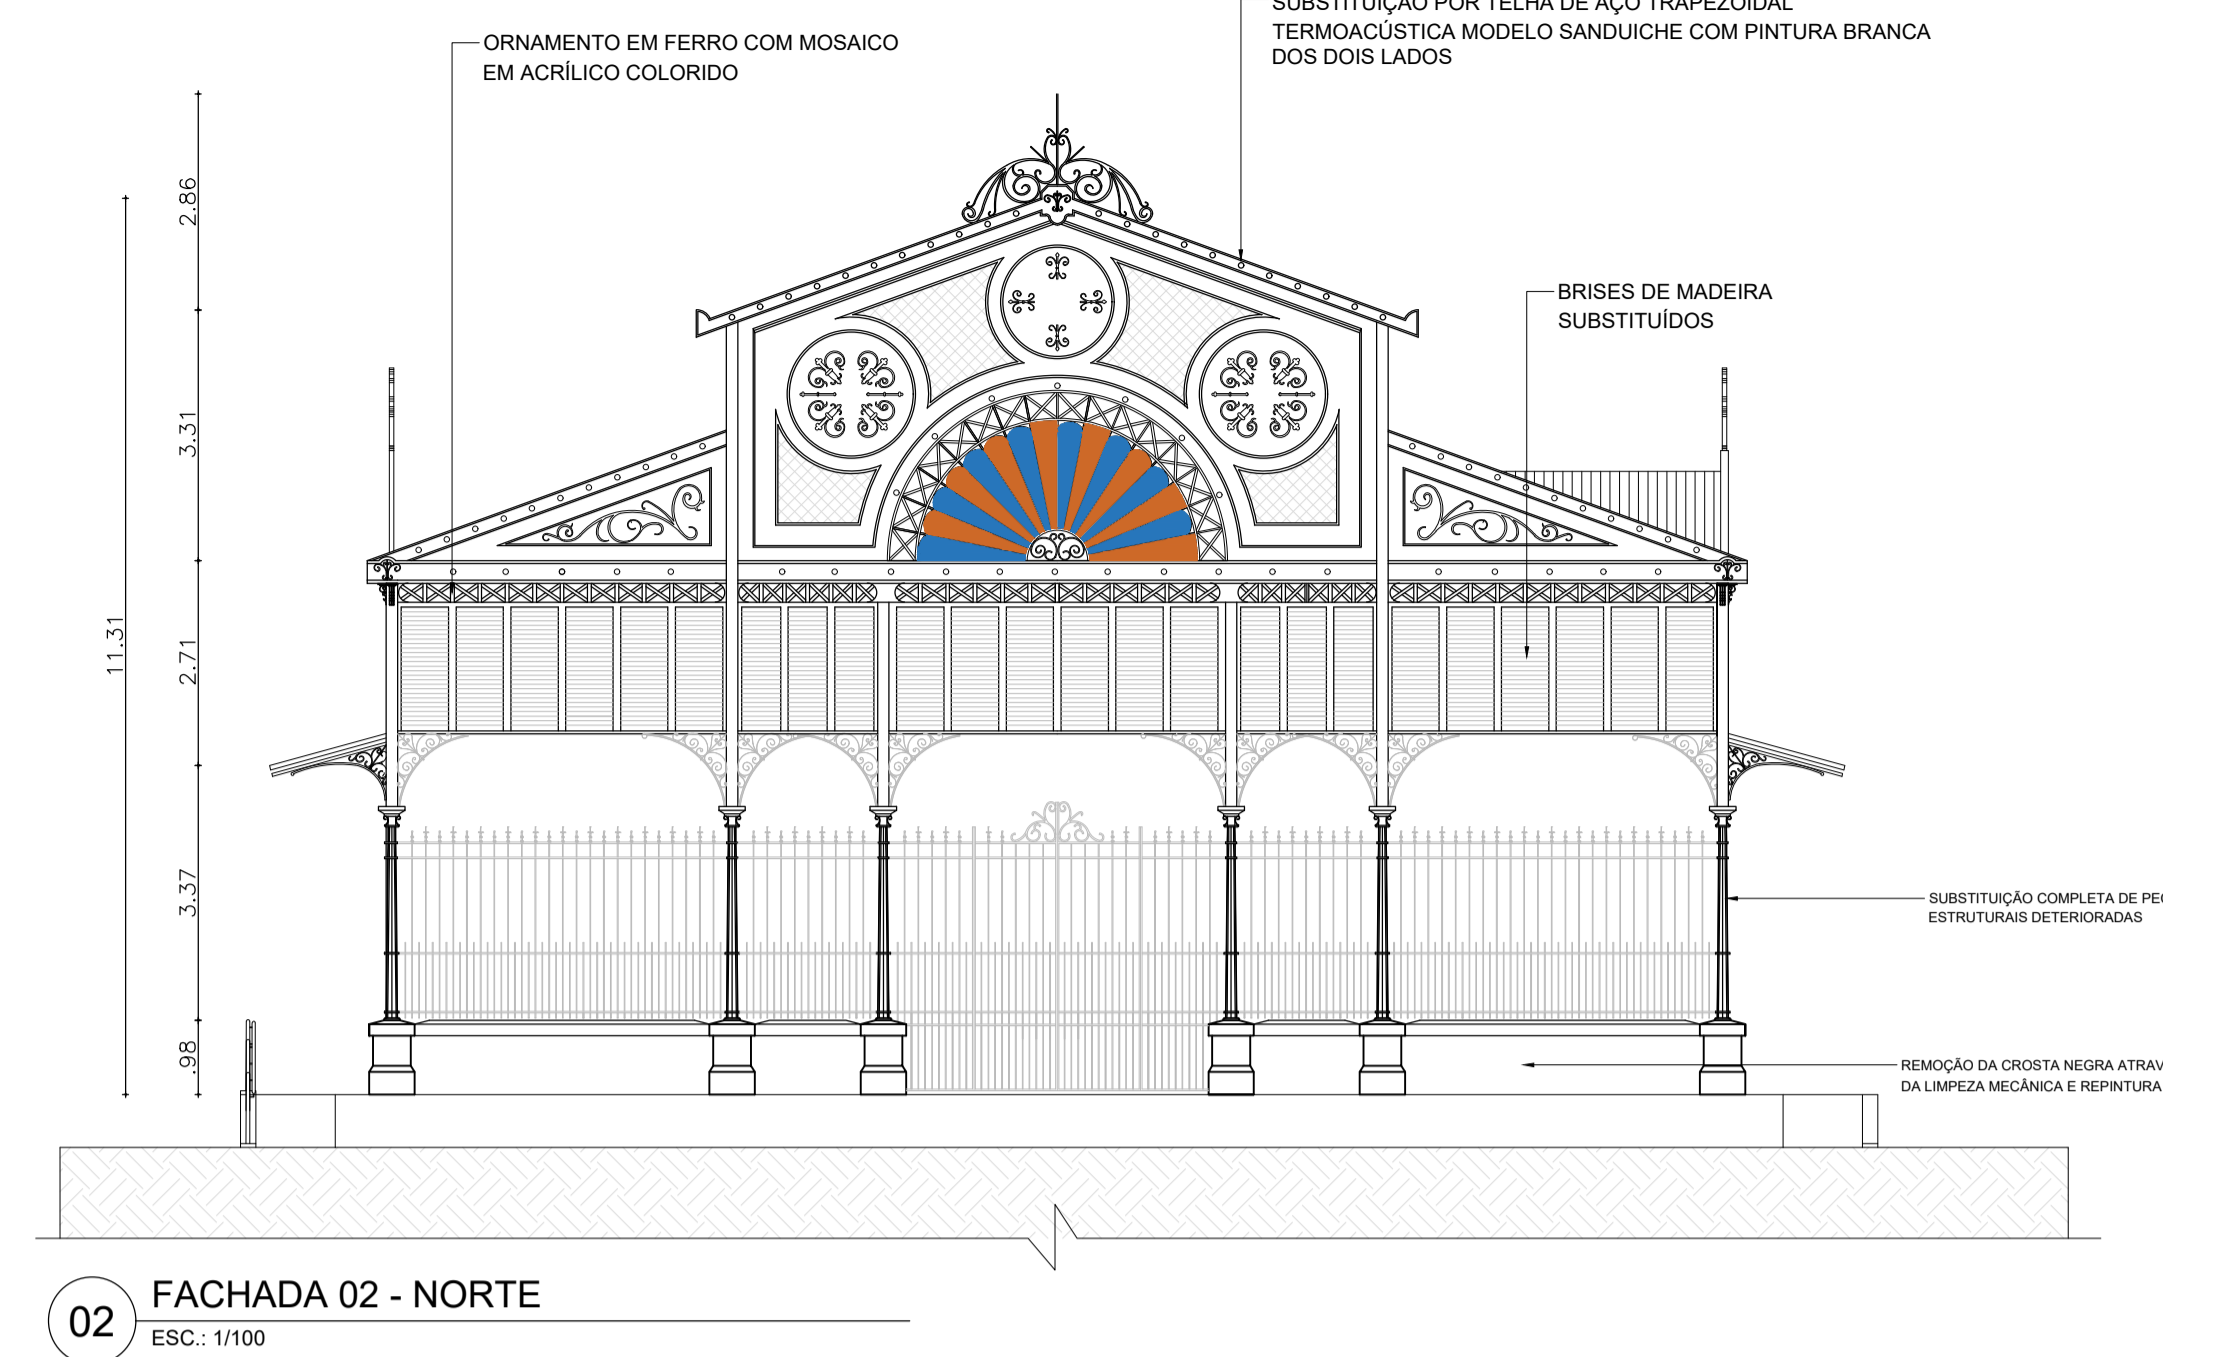 SUBSTITUIÇÃO POR TELHA DE AÇO TRAPEZOIDAL
TERMOACÚSTICA MODELO SANDUICHE COM PINTURA BRANCA
DOS DOIS LADOS
ORNAMENTO EM FERRO COM MOSAICO
EM ACRÍLICO COLORIDO
2.86
BRISES DE MADEIRA
SUBSTITUÍDOS
3.31
11.31
2.71
3.37
SUBSTITUIÇÃO COMPLETA DE
ESTRUTURAIS DETERIORADAS
.98
REMOÇÃO DA CROSTA NEGRA
DA LIMPEZA MECÂNICA E REPINTURA
02
FACHADA 02 - NORTE
ESC.: 1/100